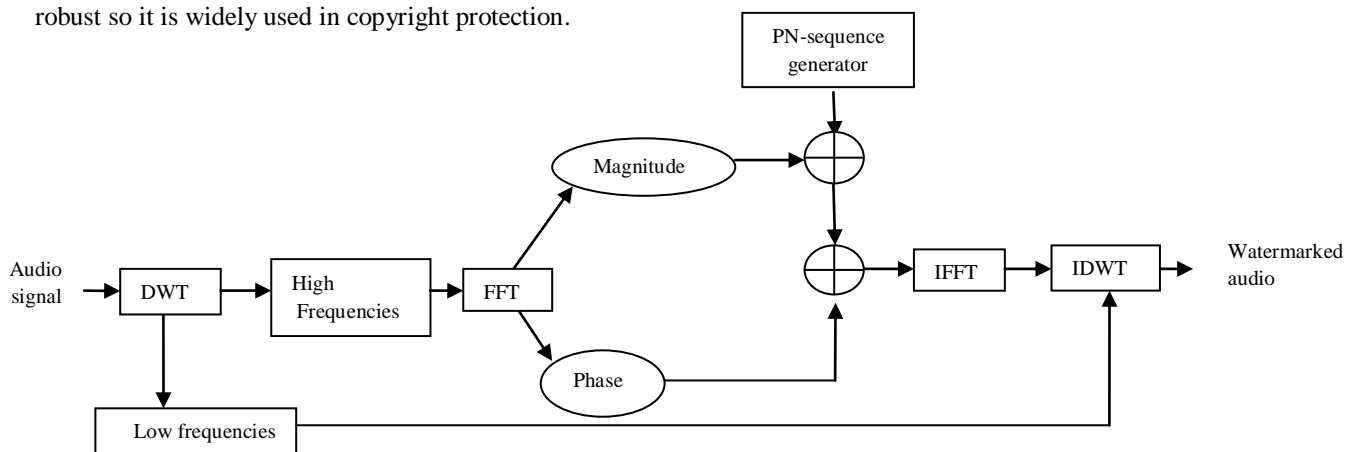 robust so it is widely used in copyright protection.
PN-sequence
generator
Magnitude
Audio
signal
DWT
High
Frequencies
FFT
IFFT
IDWT
Watermarked
audio
Phase
Low frequencies